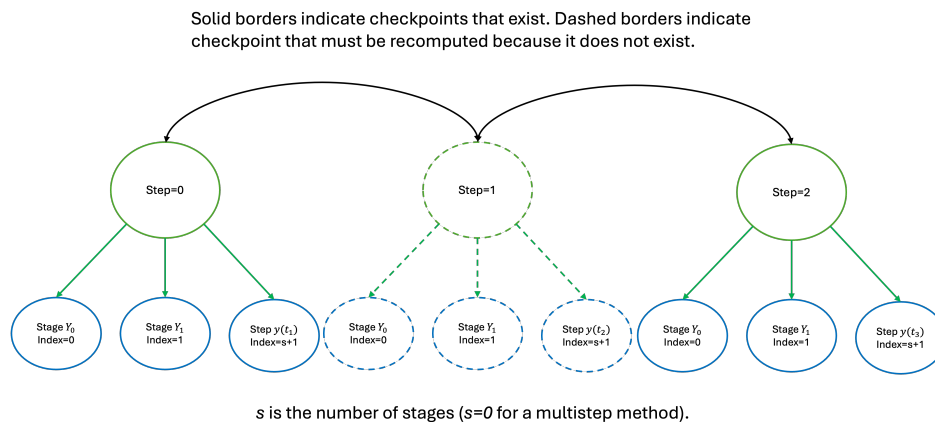 Solid borders indicate checkpoints that exist. Dashed borders indicate
checkpoint that must be recomputed because it does not exist.
Step=0
Step=1
Step=2
Stage Y₀
Index=0
Stage Y₁
Index=1
Step y(t₁)
Index=s+1
Stage Y₀
Index=0
Stage Y₁
Index=1
Step y(t₂)
Index=s+1
Stage Y₀
Index=0
Stage Y₁
Index=1
Step y(t₃)
Index=s+1
s is the number of stages (s=0 for a multistep method).